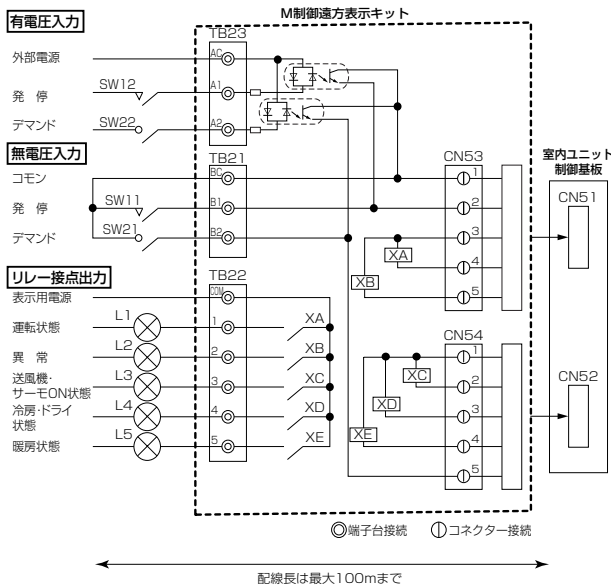 M制御遠方表示キット
有電圧入力
TB23
外部電源
AC
発 停
SW12
A1
デマンド
SW22
A2
無電圧入力
TB21
CN53
室内ユニット
制御基板
コモン
BC
1
CN51
発 停
SW11
B1
2
デマンド
SW21
B2
3
XA
4
XB
5
リレー接点出力
TB22
表示用電源
COM
運転状態
L1
1
XA
CN54
異 常
L2
2
XB
1
送風機・
サーモON状態
L3
3
XC
XC
2
CN52
冷房・ドライ
状態
L4
4
XD
XD
3
暖房状態
L5
5
XE
XE
4
5
端子台接続
コネクター接続
配線長は最大100mまで